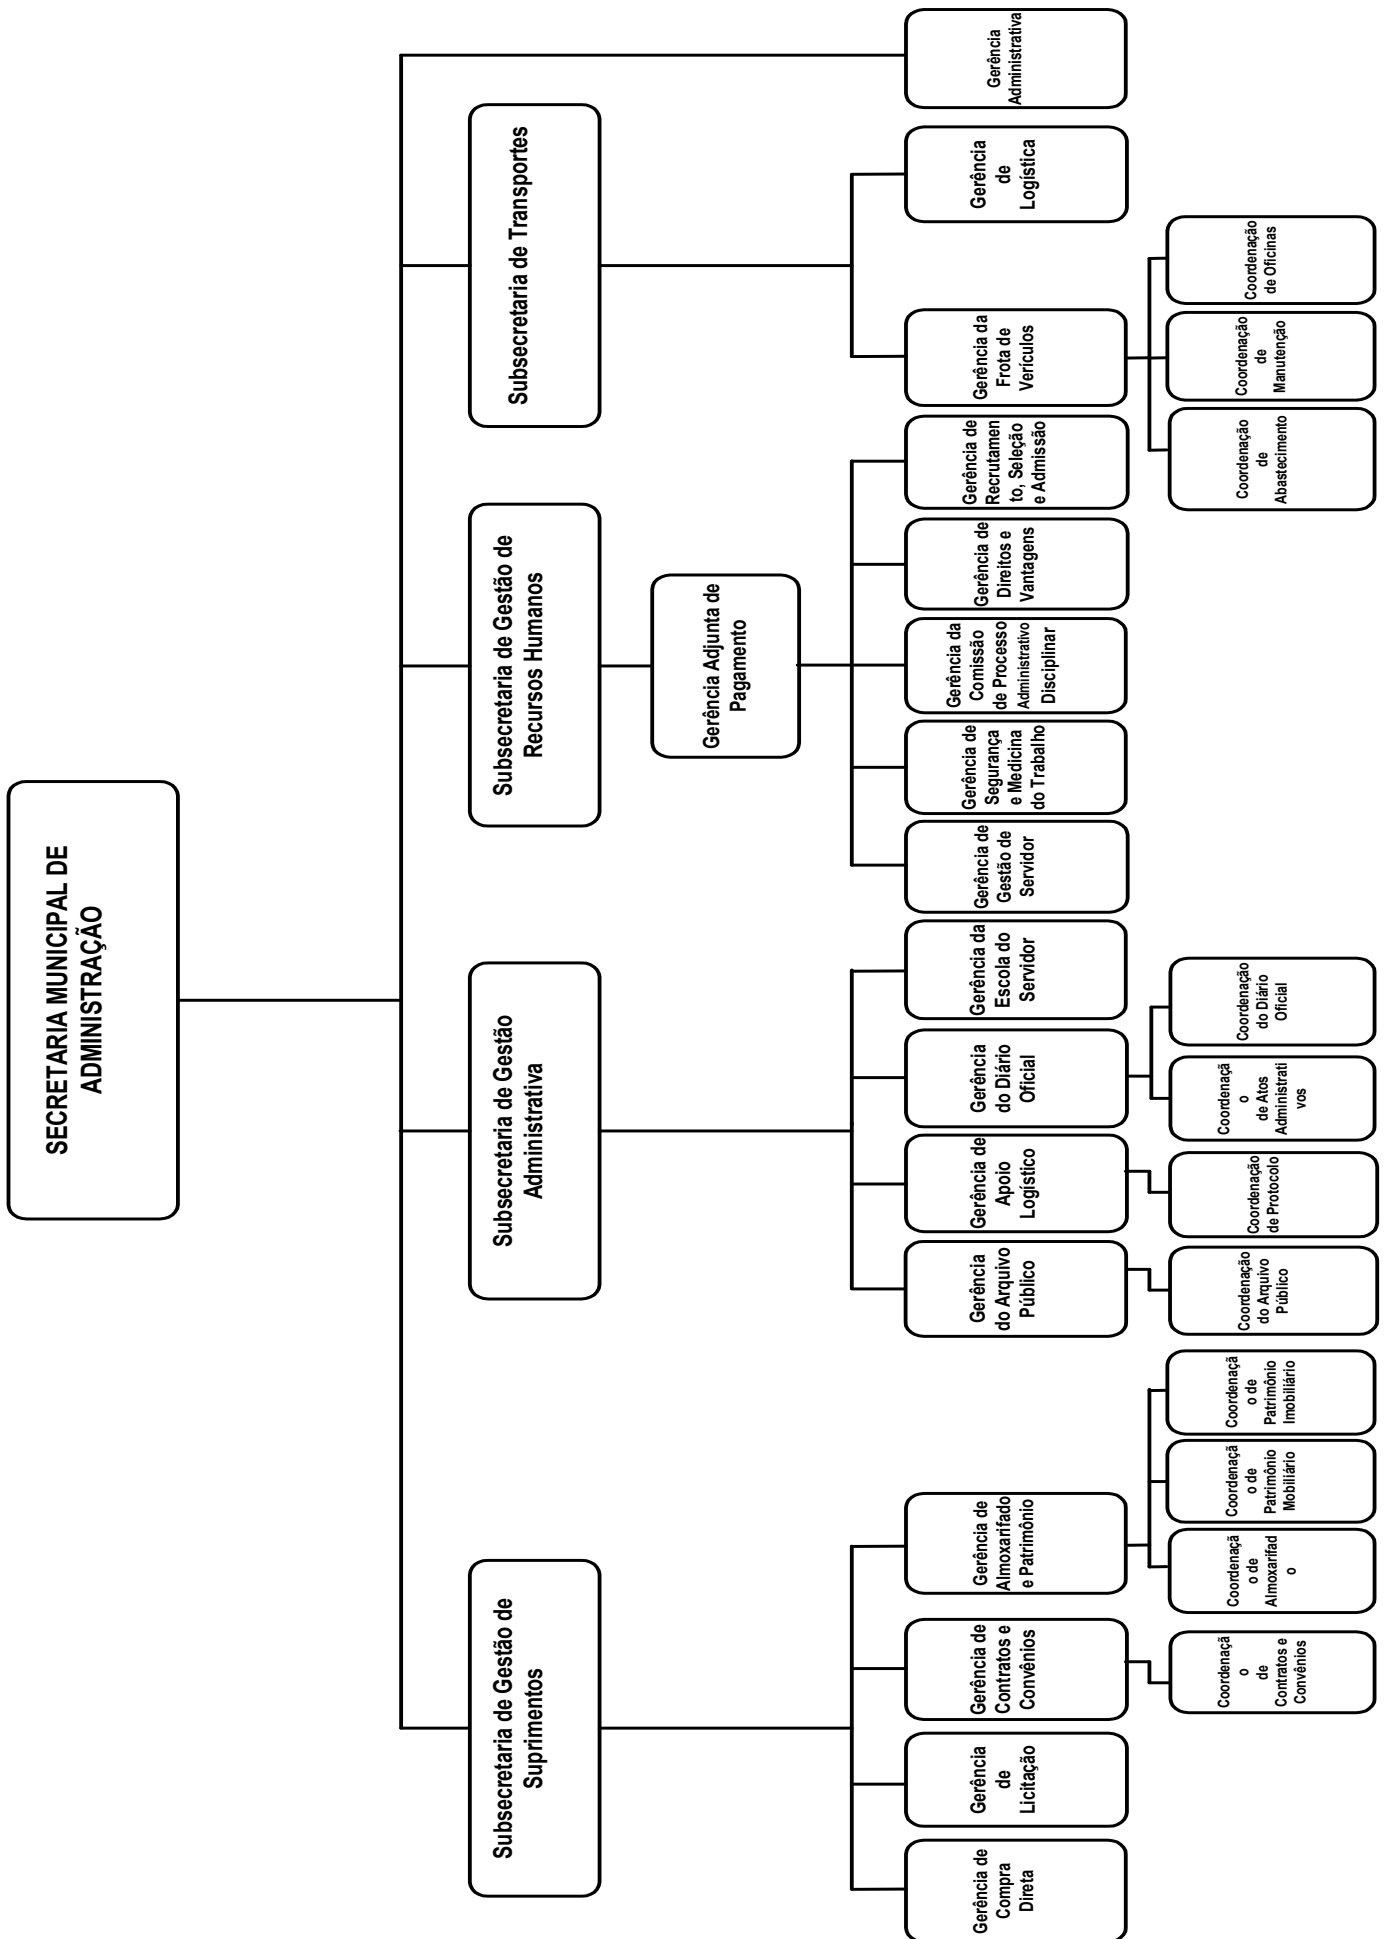 SECRETARIA MUNICIPAL DE
ADMINISTRAÇÃO
Subsecretaria de Gestão de
Suprimentos
Subsecretaria de Gestão
Administrativa
Subsecretaria de Gestão de
Recursos Humanos
Subsecretaria de Transportes
Gerência Adjunta de
Pagamento
Gerência de
Compra
Direta
Gerência
de
Licitação
Gerência de
Contratos e
Convênios
Gerência de
Almoxarifado
e Patrimônio
Gerência
do Arquivo
Público
Gerência de
Apoio
Logístico
Gerência
do Diário
Oficial
Gerência da
Escola do
Servidor
Gerência de
Gestão de
Servidor
Gerência de
Segurança
e Medicina
do Trabalho
Gerência da
Comissão
de Processo
Administrativo
Disciplinar
Gerência de
Direitos e
Vantagens
Gerência de
Recrutamen
to, Seleção
e Admissão
Gerência da
Frota de
Verículos
Gerência
de
Logística
Gerência
Administrativa
Coordenaçã
o
de
Contratos e
Convênios
Coordenaçã
o de
Almoxarifad
o
Coordenaçã
o de
Patrimônio
Mobiliário
Coordenaçã
o de
Patrimônio
Imobiliário
Coordenação
do Arquivo
Público
Coordenação
de Protocolo
Coordenaçã
o
de Atos
Administrati
vos
Coordenação
do Diário
Oficial
Coordenação
de
Abastecimento
Coordenação
de
Manutenção
Coordenação
de Oficinas